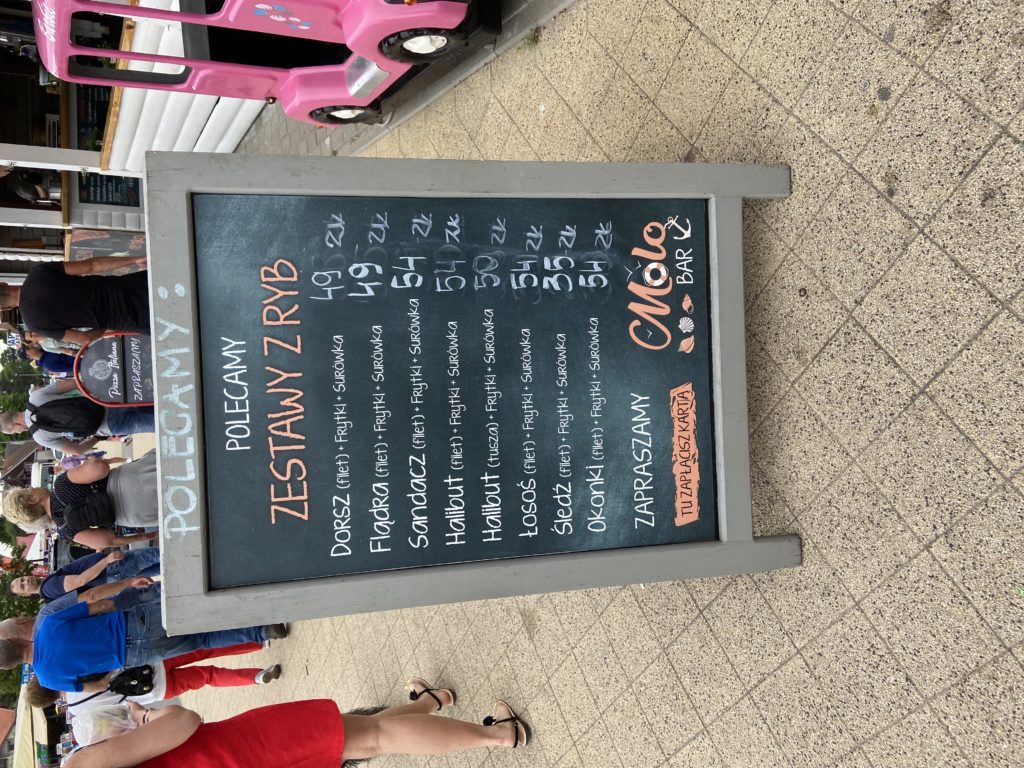 POLECAMY:
POLECAMY
ZESTAWY Z RYB
Dorsz (filet) + Frytki + Surówka 49 zł
Flądra (filet) + Frytki + Surówka 49 zł
Sandacz (filet) + Frytki + Surówka 54 zł
Halibut (filet) + Frytki + Surówka 54 zł
Halibut (tusza) + Frytki + Surówka 50 zł
Łosoś (filet) + Frytki + Surówka 54 zł
Śledź (filet) + Frytki + Surówka 35 zł
Okonki (filet) + Frytki + Surówka 54 zł
ZAPRASZAMY
TU ZAPŁACISZ KARTĄ
Molo
BAR
ZAPRASZAMY